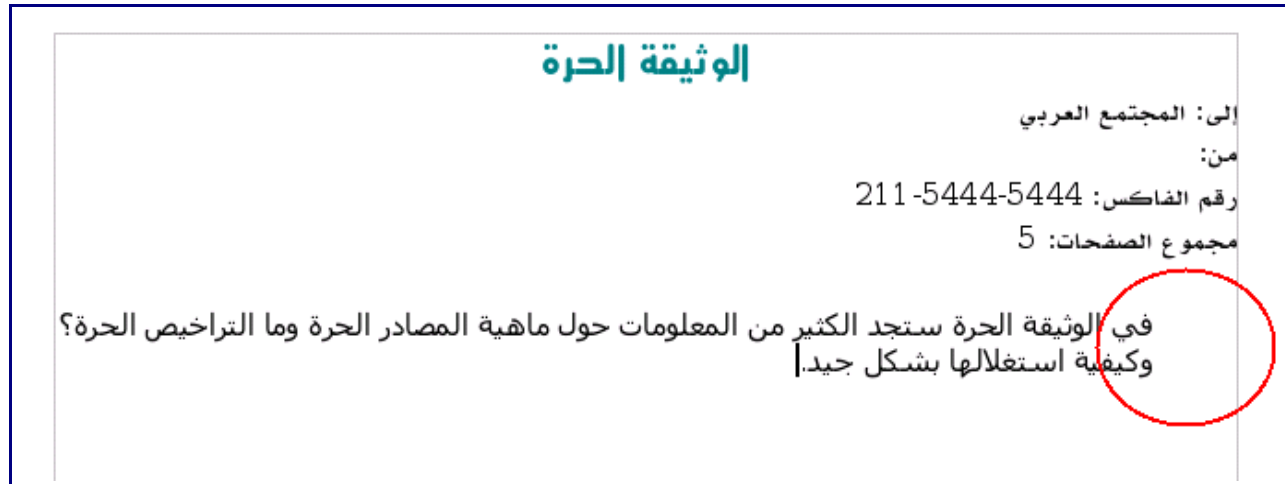 الوثيقة الحرة
إلى: المجتمع العربي
من:
رقم الفاكس: 5444-5444-211
مجموع الصفحات: 5
في الوثيقة الحرة ستجد الكثير من المعلومات حول ماهية المصادر الحرة وما التراخيص الحرة؟
وكيفية استغلالها بشكل جيد.